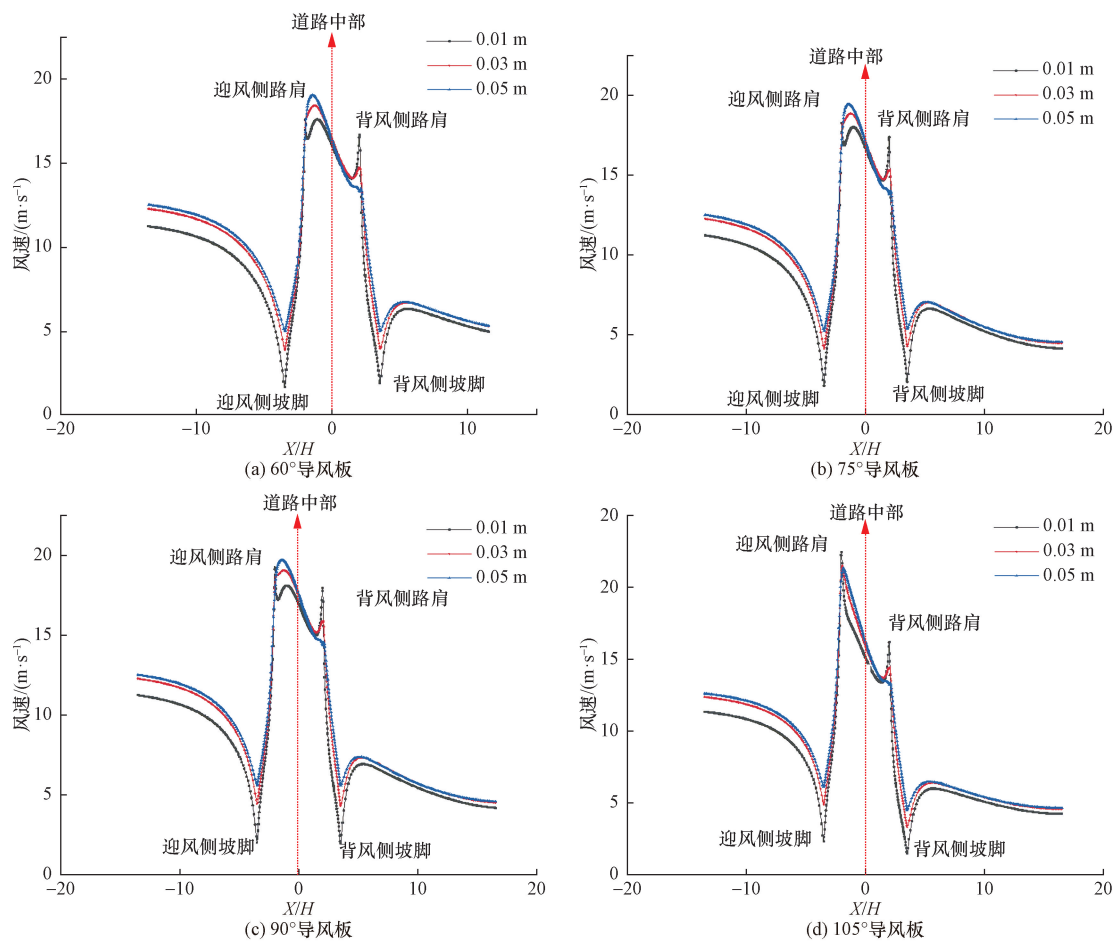 道路中部
0.01 m
0.03 m
0.05 m
迎风侧路肩
背风侧路肩
20
15
10
5
0
风速/(m·s⁻¹)
迎风侧坡脚
背风侧坡脚
−20
−10
0
10
X/H
(a) 60°导风板
道路中部
0.01 m
0.03 m
0.05 m
迎风侧路肩
背风侧路肩
20
15
10
5
0
风速/(m·s⁻¹)
迎风侧坡脚
背风侧坡脚
−20
−10
0
10
20
X/H
(b) 75°导风板
道路中部
0.01 m
0.03 m
0.05 m
迎风侧路肩
背风侧路肩
20
15
10
5
0
风速/(m·s⁻¹)
迎风侧坡脚
背风侧坡脚
−20
−10
0
10
20
X/H
(c) 90°导风板
道路中部
0.01 m
0.03 m
0.05 m
迎风侧路肩
背风侧路肩
20
15
10
5
0
风速/(m·s⁻¹)
迎风侧坡脚
背风侧坡脚
−20
−10
0
10
20
X/H
(d) 105°导风板